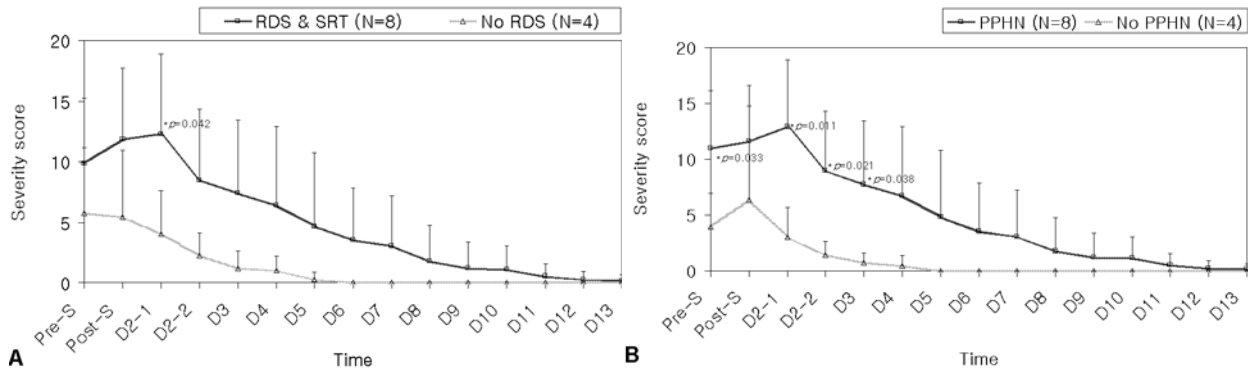 RDS & SRT (N=8) No RDS (N=4)
20
15
10
5
0
Severity score
*p=0.042
Pre-S Post-S D2-1 D2-2 D3 D4 D5 D6 D7 D8 D9 D10 D11 D12 D13
Time
A
PPHN (N=8) No PPHN (N=4)
20
15
10
5
0
Severity score
*p=0.033
*p=0.011
*p=0.021
*p=0.038
Pre-S Post-S D2-1 D2-2 D3 D4 D5 D6 D7 D8 D9 D10 D11 D12 D13
Time
B